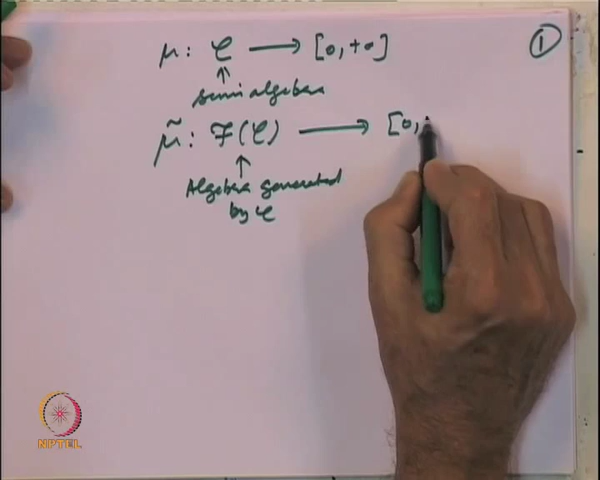 μ : 𝒞 ⟶ [0, +∞]
①
↑
semi algebra
μ̃ : ℱ(𝒞) ⟶ [0,
↑
Algebra generated
by 𝒞
NPTEL